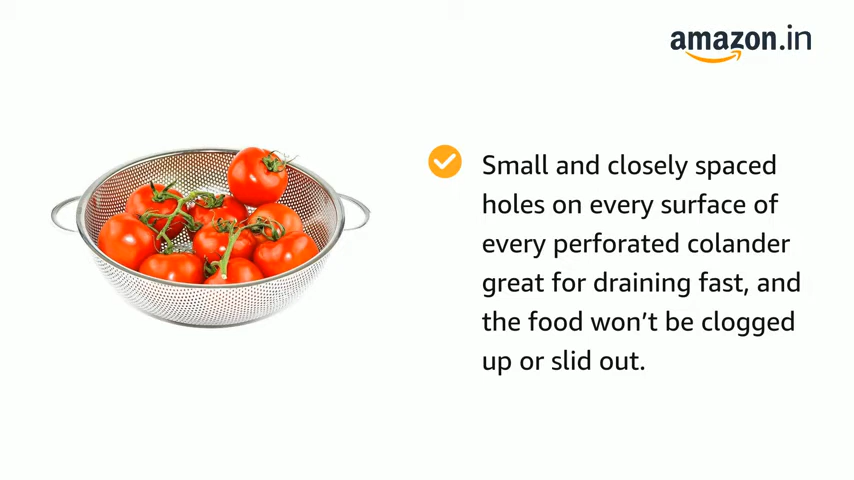 amazon.in
Small and closely spaced
holes on every surface of
every perforated colander
great for draining fast, and
the food won’t be clogged
up or slid out.